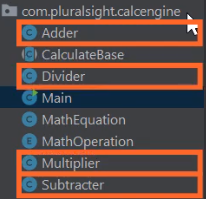 com.pluralsight.calcengine
C Adder
C CalculateBase
C Divider
C Main
C MathEquation
E MathOperation
C Multiplier
C Subtracter